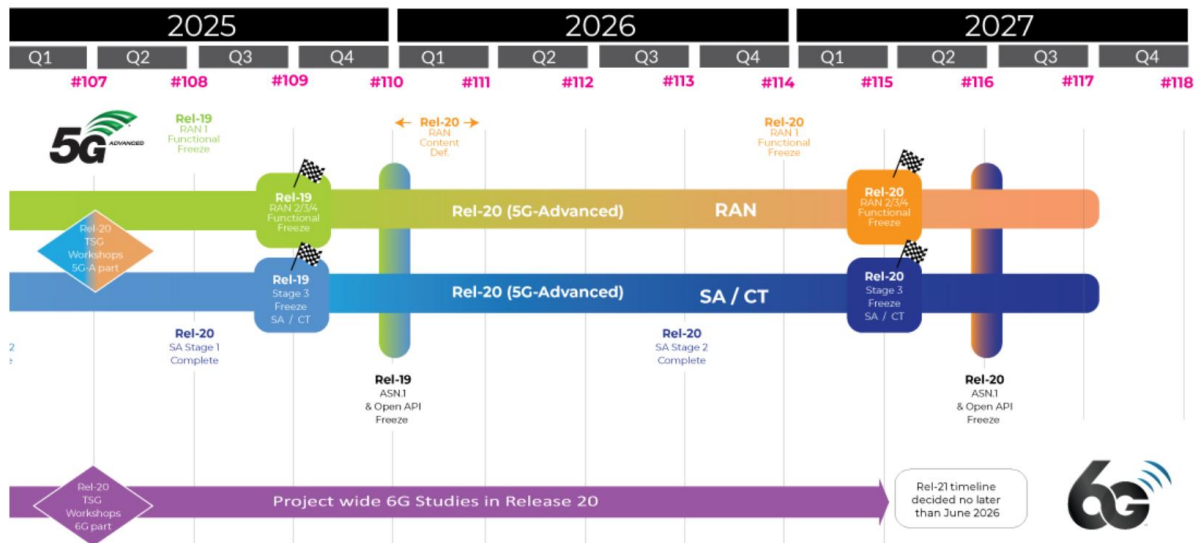 2025 2026 2027
Q1 Q2 Q3 Q4 Q1 Q2 Q3 Q4 Q1 Q2 Q3 Q4
#107 #108 #109 #110 #111 #112 #113 #114 #115 #116 #117 #118
5G ADVANCED
Rel-19
RAN 1
Functional
Freeze
Rel-20
RAN
Content
Def.
Rel-20
RAN 1
Functional
Freeze
Rel-19
RAN 2/3/4
Functional
Freeze
Rel-20 (5G-Advanced) RAN
Rel-20
RAN 2/3/4
Functional
Freeze
Rel-20
TSG
Workshops
5G-A part
Rel-19
Stage 3
Freeze
SA / CT
Rel-20 (5G-Advanced) SA / CT
Rel-20
Stage 3
Freeze
SA / CT
2
e
Rel-20
SA Stage 1
Complete
Rel-20
SA Stage 2
Complete
Rel-19
ASN.1
& Open API
Freeze
Rel-20
ASN.1
& Open API
Freeze
Rel-20
TSG
Workshops
6G part
Project wide 6G Studies in Release 20
Rel-21 timeline
decided no later
than June 2026
6G